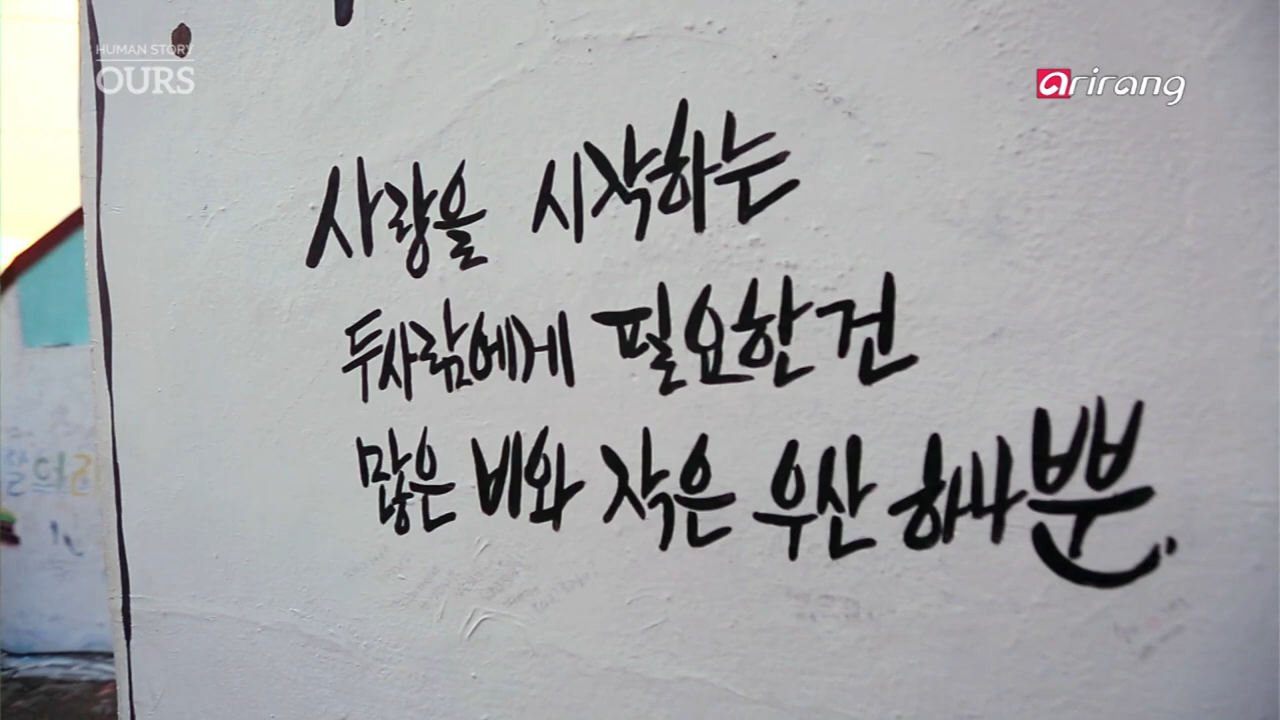 HUMAN STORY
OURS
arirang
사랑을 시작하는
두사람에게 필요한건
많은 비와 작은 우산 하나뿐.